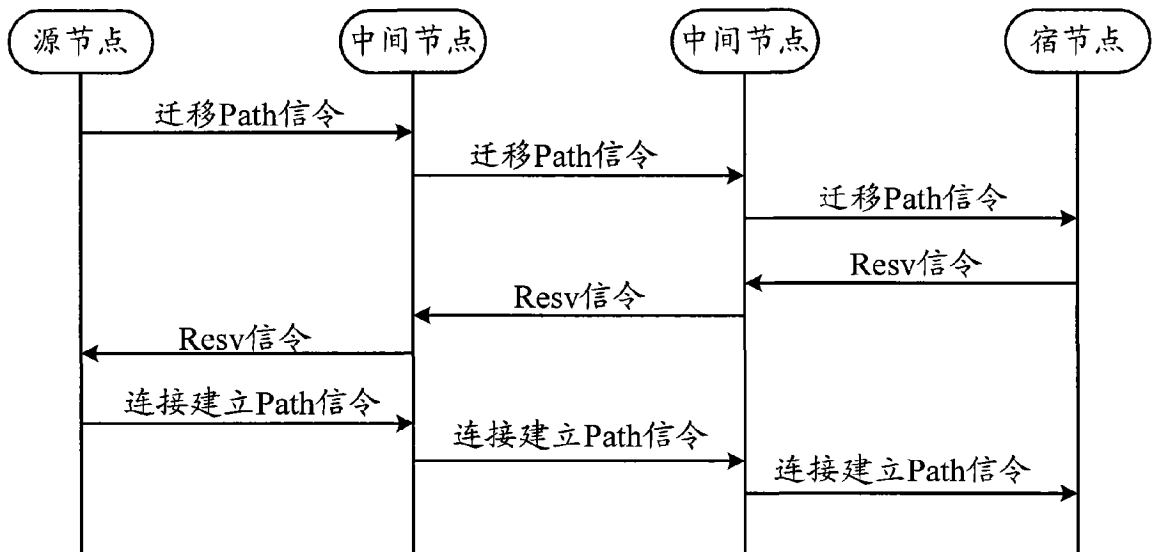 源节点
中间节点
中间节点
宿节点
迁移Path信令
迁移Path信令
迁移Path信令
Resv信令
Resv信令
Resv信令
连接建立Path信令
连接建立Path信令
连接建立Path信令